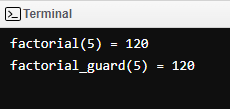 Terminal
factorial(5) = 120
factorial_guard(5) = 120